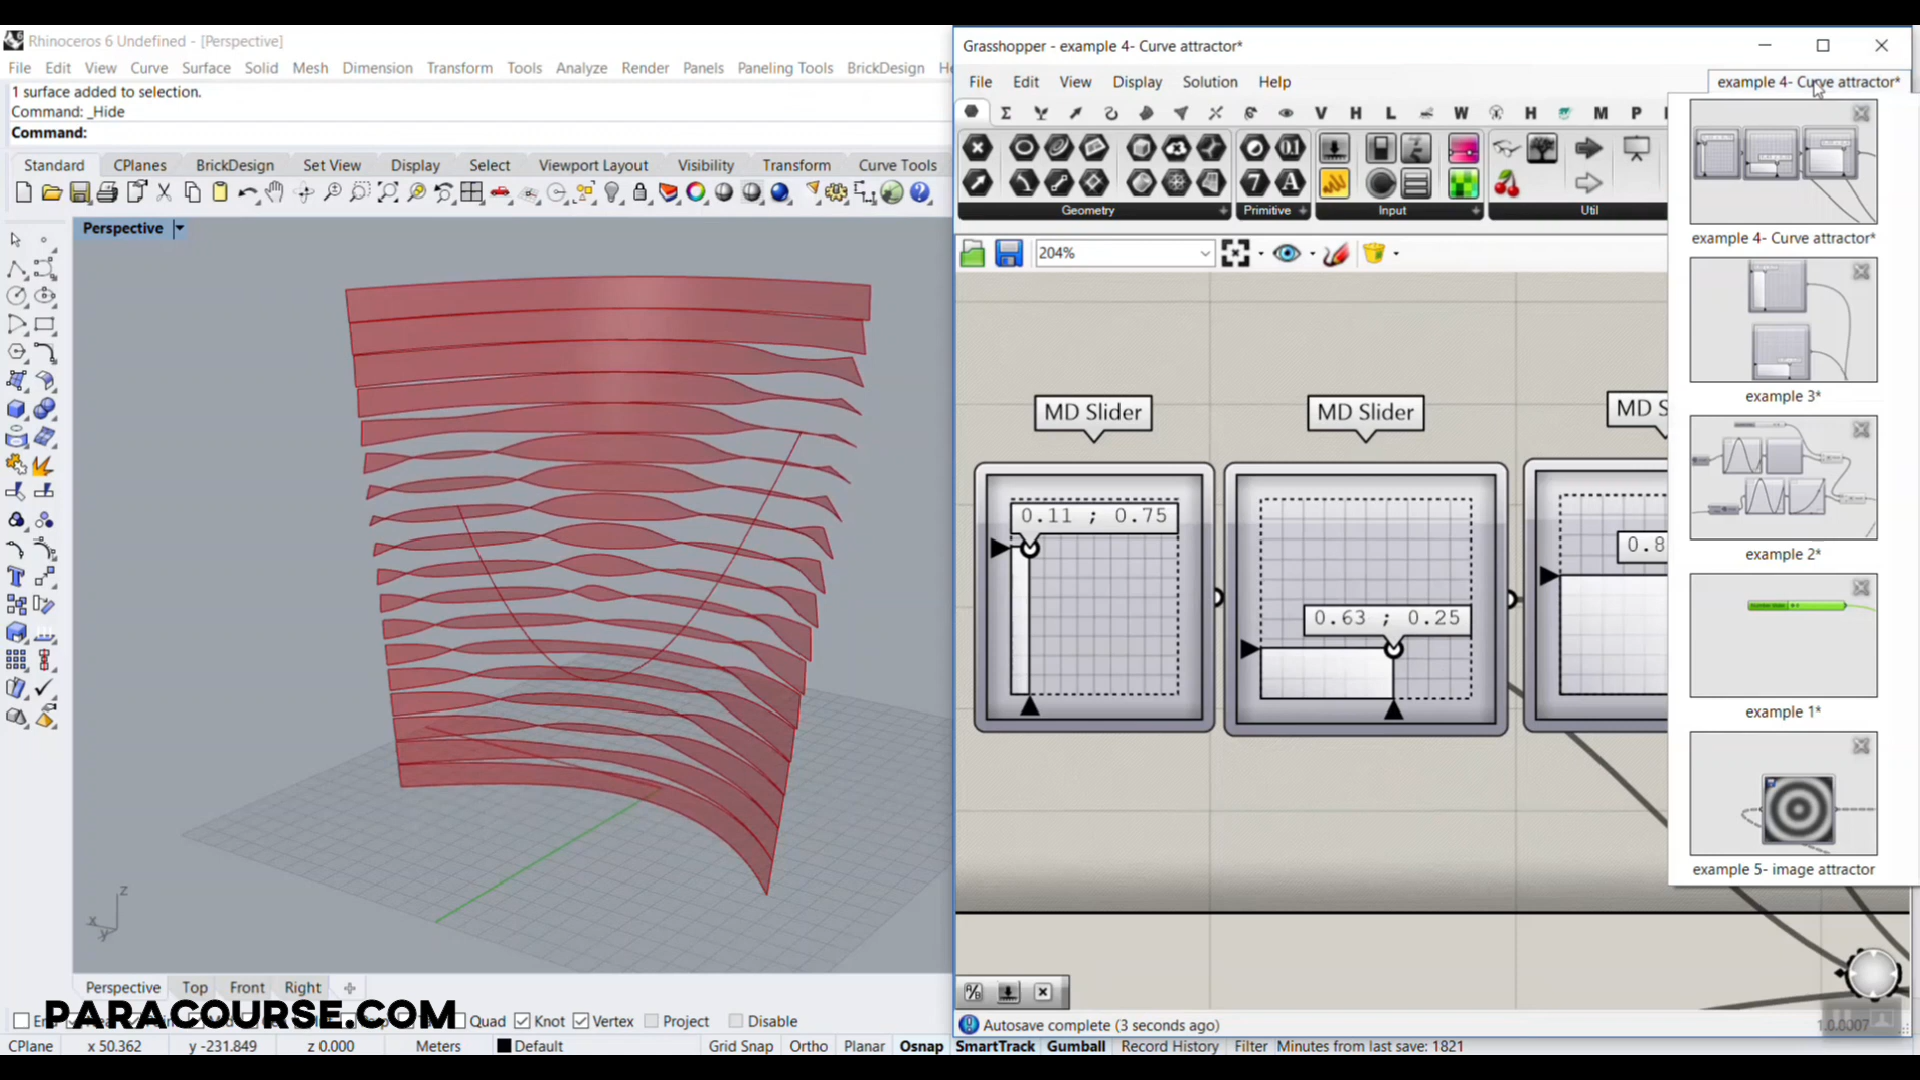 Rhinoceros 6 Undefined - [Perspective]
File Edit View Curve Surface Solid Mesh Dimension Transform Tools Analyze Render Panels Paneling Tools BrickDesign Help
1 surface added to selection.
Command: _Hide
Command:
Standard CPlanes BrickDesign Set View Display Select Viewport Layout Visibility Transform Curve Tools
Perspective
z
x
y
Perspective Top Front Right
PARACOURSE.COM
Quad Knot Vertex Project Disable
CPlane x 50.362 y -231.849 z 0.000 Meters Default Grid Snap Ortho Planar Osnap SmartTrack Gumball Record History Filter Minutes from last save: 1821
Grasshopper - example 4- Curve attractor*
File Edit View Display Solution Help
example 4- Curve attractor*
V H L W H M P
Geometry Primitive Input Util
204%
MD Slider MD Slider MD S
0.11 ; 0.75
0.63 ; 0.25
0.8
example 4- Curve attractor*
example 3*
example 2*
example 1*
example 5- image attractor
Autosave complete (3 seconds ago)
1.0.0007